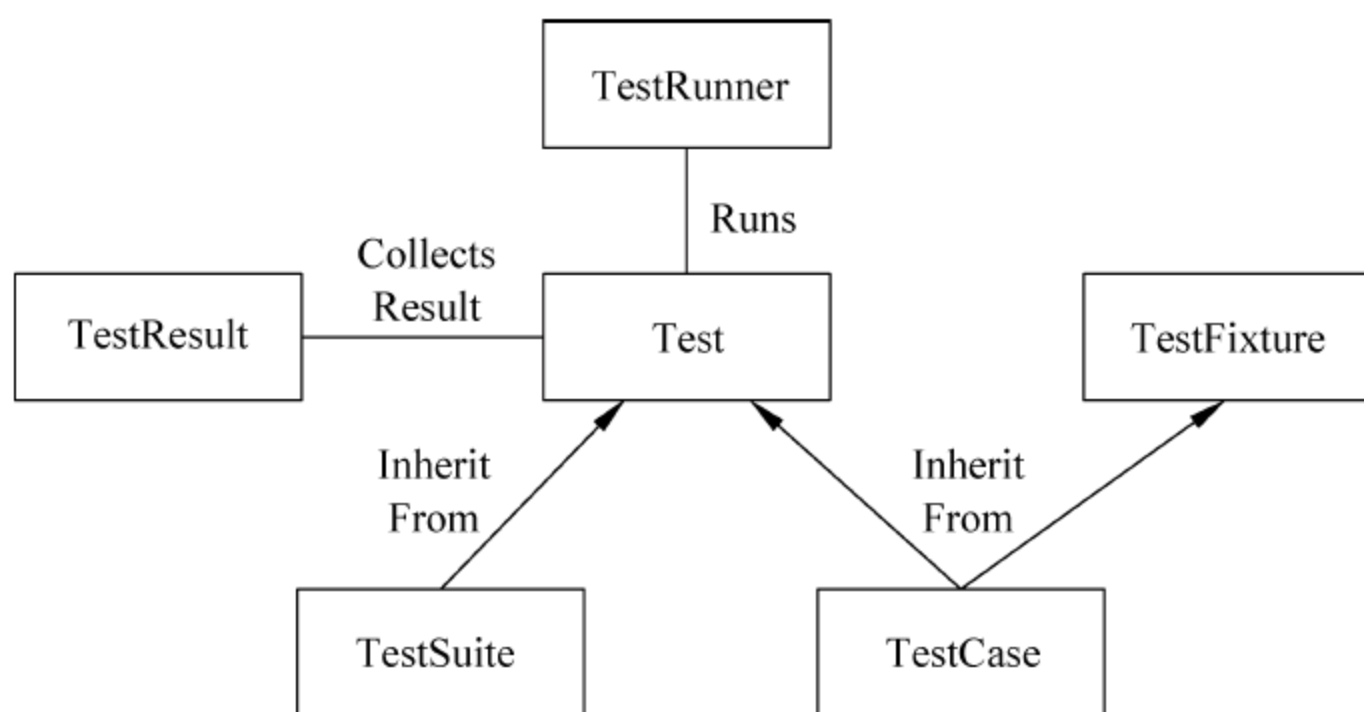 TestRunner
Runs
Collects
Result
TestResult
Test
TestFixture
Inherit
From
Inherit
From
TestSuite
TestCase